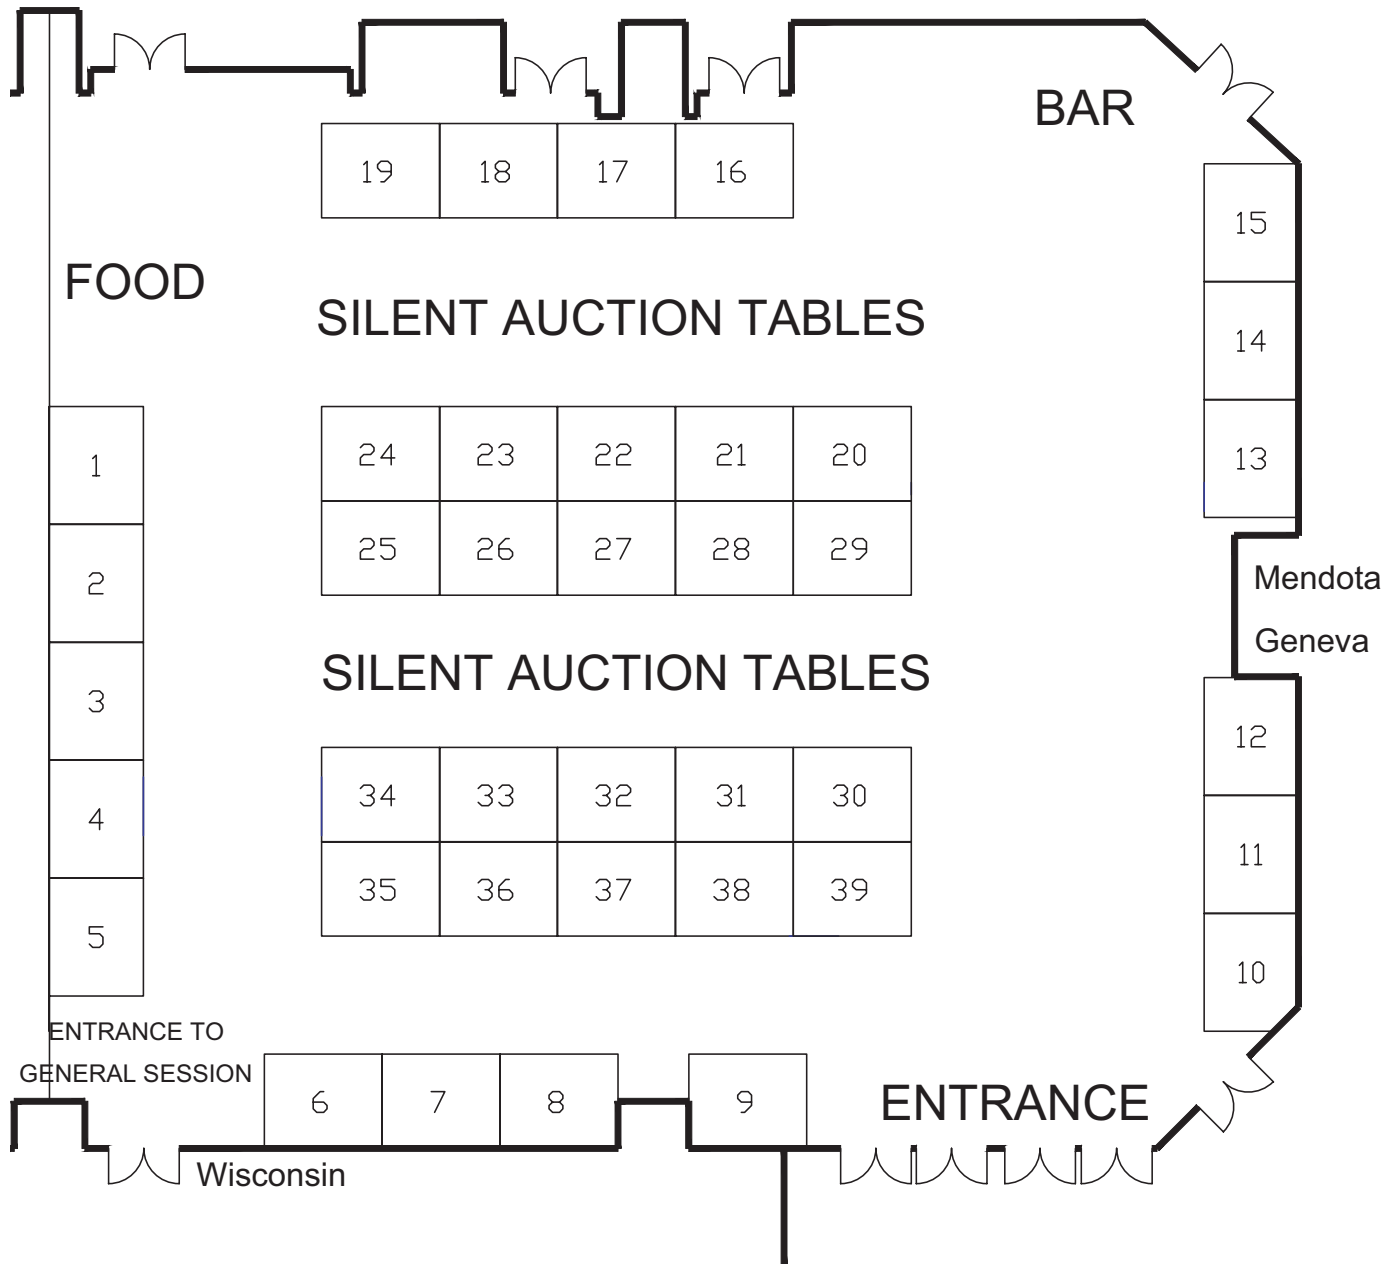 BAR
19 18 17 16
15
FOOD
SILENT AUCTION TABLES
14
24 23 22 21 20
13
1
25 26 27 28 29
2
Mendota
Geneva
SILENT AUCTION TABLES
3
12
34 33 32 31 30
4
11
35 36 37 38 39
5
10
ENTRANCE TO
GENERAL SESSION
6 7 8 9
ENTRANCE
Wisconsin